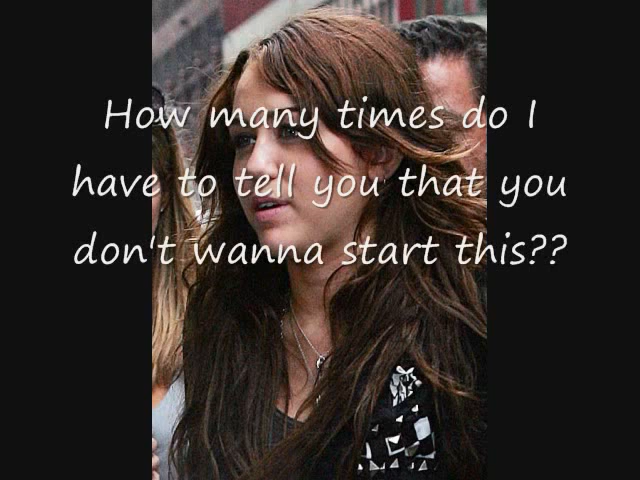 How many times do I
have to tell you that you
don't wanna start this??